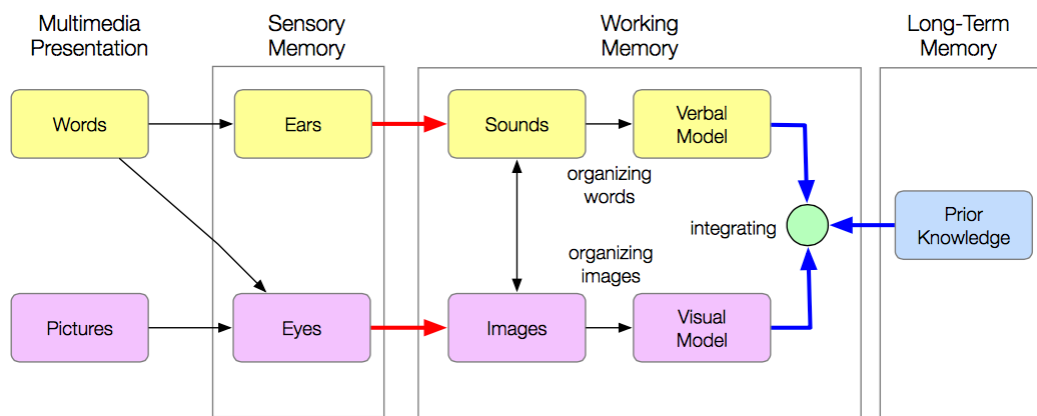 Multimedia
Presentation
Sensory
Memory
Working
Memory
Long-Term
Memory
Words
Ears
Sounds
Verbal
Model
organizing
words
integrating
Prior
Knowledge
organizing
images
Pictures
Eyes
Images
Visual
Model